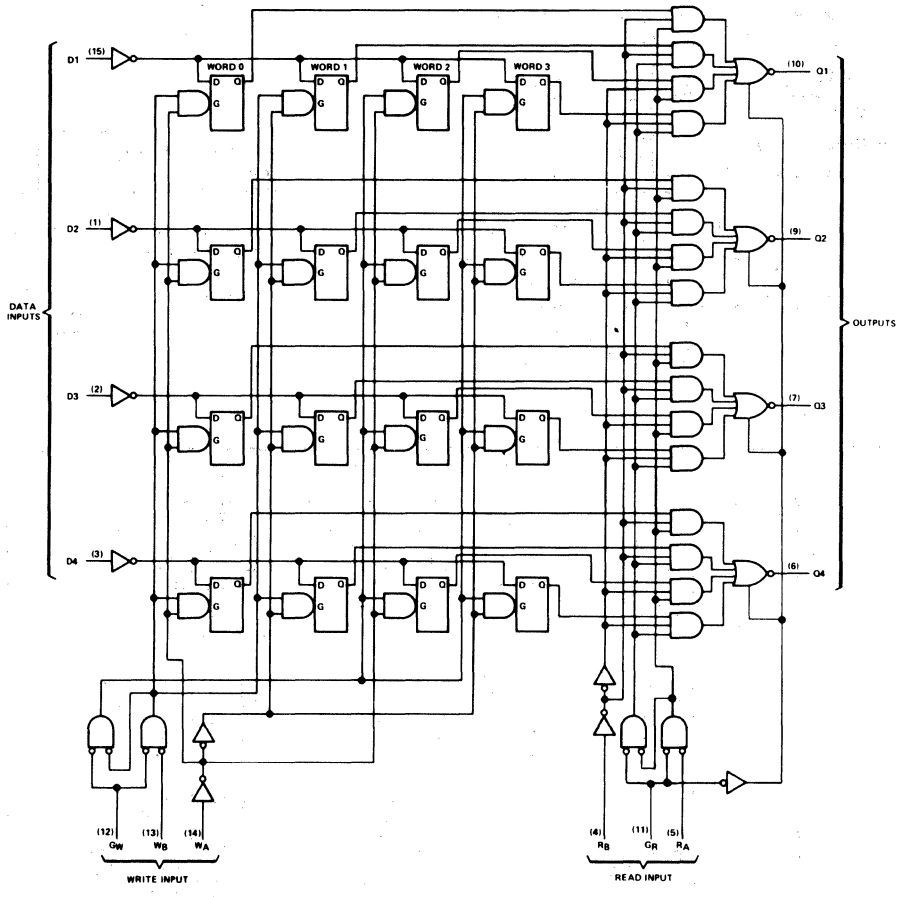 WORD 0 WORD 1 WORD 2 WORD 3
D1 (15)
D Q D Q D Q D Q
G G G G
(10) Q1
D2 (1)
D Q D Q D Q D Q
G G G G
(9) Q2
DATA
INPUTS
OUTPUTS
D3 (2)
D Q D Q D Q D Q
G G G G
(7) Q3
D4 (3)
D Q D Q D Q D Q
G G G G
(6) Q4
(12) (13) (14)
GW WB WA
WRITE INPUT
(4) (11) (5)
RB GR RA
READ INPUT